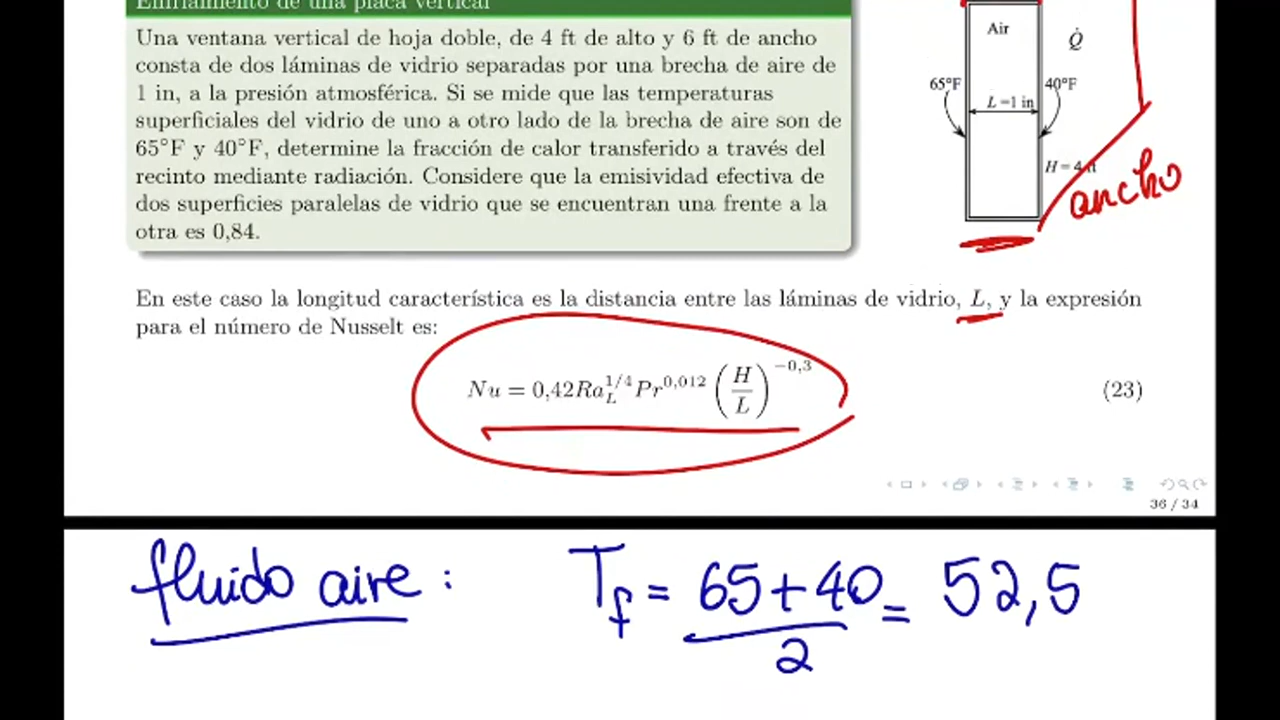 Enfriamiento de una placa vertical
Una ventana vertical de hoja doble, de 4 ft de alto y 6 ft de ancho
consta de dos láminas de vidrio separadas por una brecha de aire de
1 in, a la presión atmosférica. Si se mide que las temperaturas
superficiales del vidrio de uno a otro lado de la brecha de aire son de
65°F y 40°F, determine la fracción de calor transferido a través del
recinto mediante radiación. Considere que la emisividad efectiva de
dos superficies paralelas de vidrio que se encuentran una frente a la
otra es 0,84.
Air
Q̇
65°F
40°F
L = 1 in
H = 4 ft
ancho
En este caso la longitud característica es la distancia entre las láminas de vidrio, L, y la expresión
para el número de Nusselt es:
Nu = 0,42Ra_L^{1/4} Pr^{0,012} (H/L)^{−0,3} (23)
36 / 34
fluido aire : T_f = 65+40/2 = 52,5